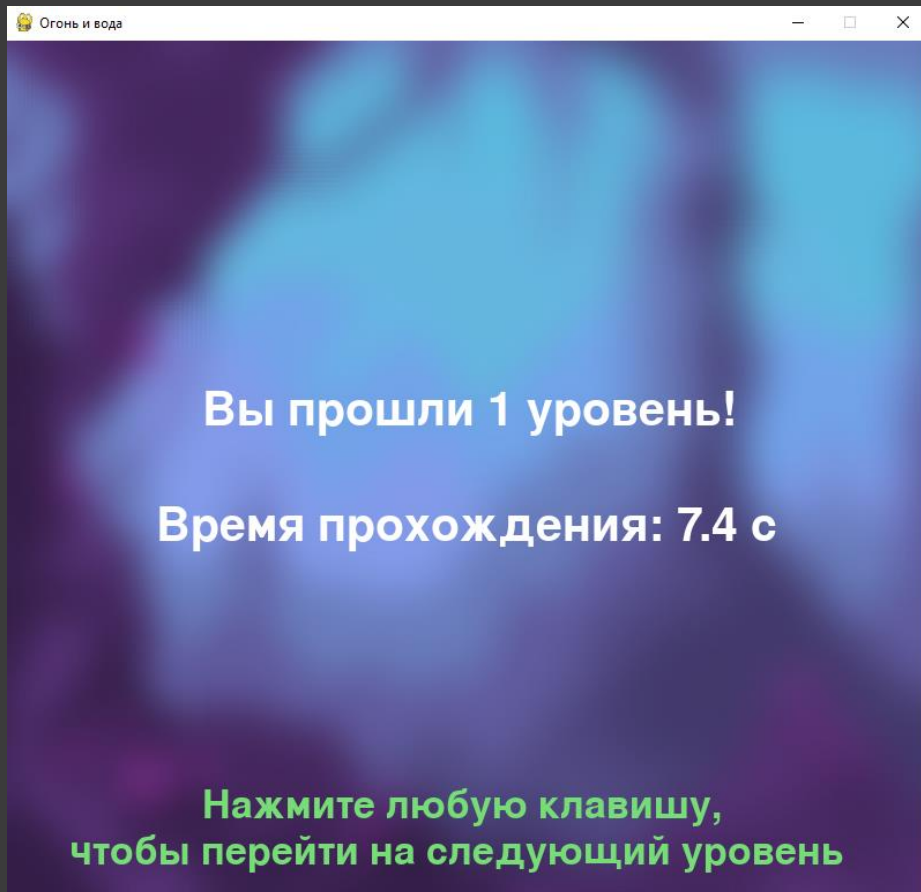 Огонь и вода
Вы прошли 1 уровень!
Время прохождения: 7.4 с
Нажмите любую клавишу,
чтобы перейти на следующий уровень